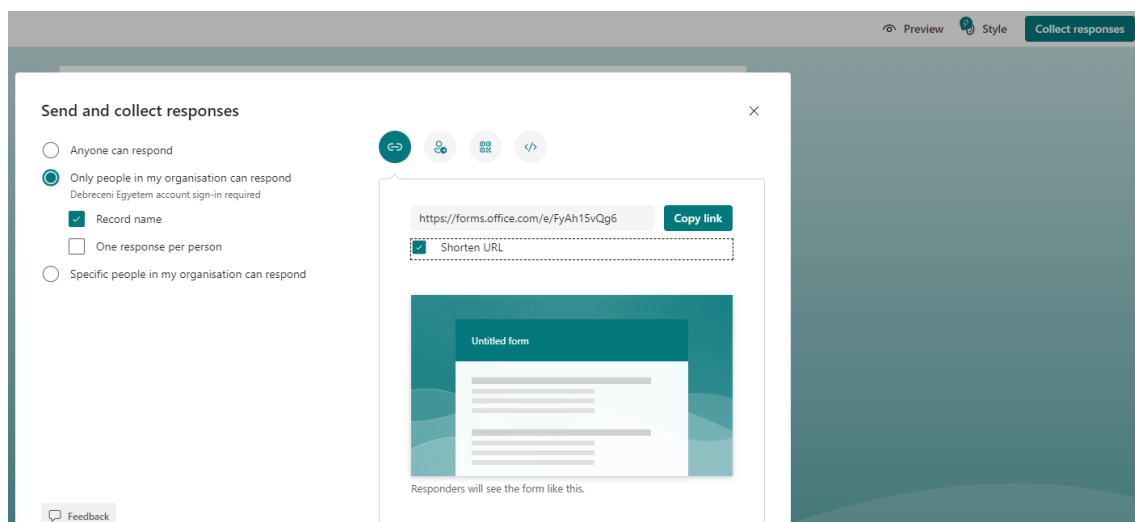 Preview
Style
Collect responses
Send and collect responses
Anyone can respond
Only people in my organisation can respond
Debreceni Egyetem account sign-in required
Record name
One response per person
Specific people in my organisation can respond
https://forms.office.com/e/FyAh15vQg6
Copy link
Shorten URL
Untitled form
Responders will see the form like this.
Feedback